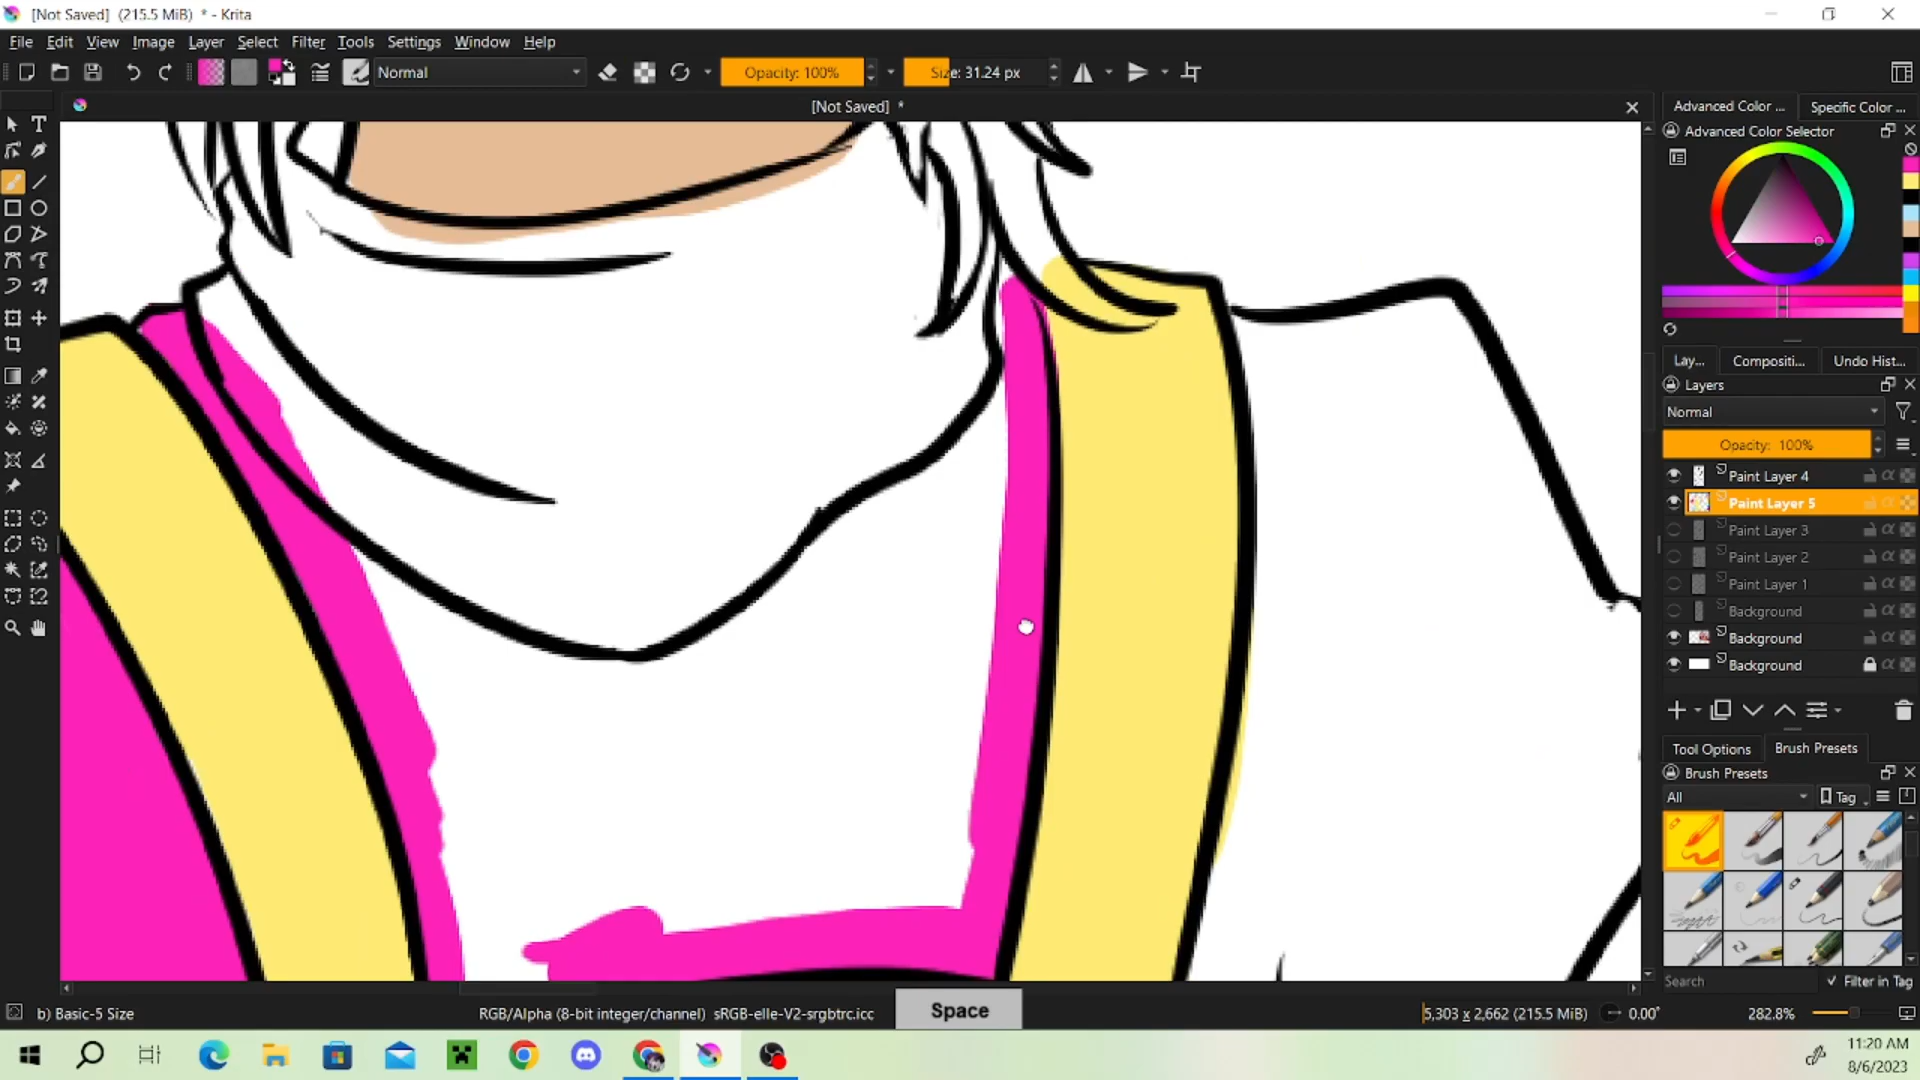 [Not Saved]  (215.5 MiB)  * - Krita
File Edit View Image Layer Select Filter Tools Settings Window Help
Normal Opacity: 100% Size: 31.24 px
[Not Saved] *
Advanced Color ... Specific Color ...
Advanced Color Selector
Lay... Compositi... Undo Hist...
Layers
Normal
Opacity:  100%
Paint Layer 4
Paint Layer 5
Paint Layer 3
Paint Layer 2
Paint Layer 1
Background
Background
Background
Tool Options Brush Presets
Brush Presets
All Tag
Search Filter in Tag
b) Basic-5 Size RGB/Alpha (8-bit integer/channel)  sRGB-elle-V2-srgbtrc.icc Space 5,303 x 2,662 (215.5 MiB) 0.00° 282.8%
11:20 AM
8/6/2023